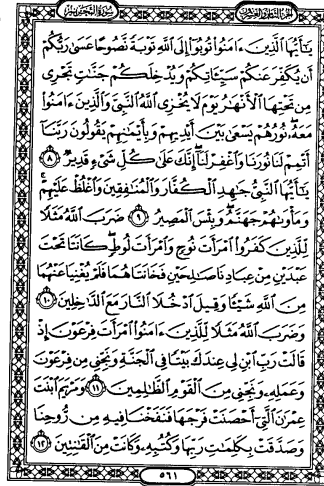 الجزء الثامن والعشرون سورة التحريم
يَـٰٓأَيُّهَا ٱلَّذِينَ ءَامَنُوا۟ تُوبُوٓا۟ إِلَى ٱللَّهِ تَوْبَةً نَّصُوحًا عَسَىٰ رَبُّكُمْ
أَن يُكَفِّرَ عَنكُمْ سَيِّـَٔاتِكُمْ وَيُدْخِلَكُمْ جَنَّـٰتٍ تَجْرِى
مِن تَحْتِهَا ٱلْأَنْهَـٰرُ يَوْمَ لَا يُخْزِى ٱللَّهُ ٱلنَّبِىَّ وَٱلَّذِينَ ءَامَنُوا۟
مَعَهُۥ نُورُهُمْ يَسْعَىٰ بَيْنَ أَيْدِيهِمْ وَبِأَيْمَـٰنِهِمْ يَقُولُونَ رَبَّنَآ
أَتْمِمْ لَنَا نُورَنَا وَٱغْفِرْ لَنَآ إِنَّكَ عَلَىٰ كُلِّ شَىْءٍ قَدِيرٌ ٨
يَـٰٓأَيُّهَا ٱلنَّبِىُّ جَـٰهِدِ ٱلْكُفَّارَ وَٱلْمُنَـٰفِقِينَ وَٱغْلُظْ عَلَيْهِمْ
وَمَأْوَىٰهُمْ جَهَنَّمُ وَبِئْسَ ٱلْمَصِيرُ ٩ ضَرَبَ ٱللَّهُ مَثَلًا
لِّلَّذِينَ كَفَرُوا۟ ٱمْرَأَتَ نُوحٍ وَٱمْرَأَتَ لُوطٍ كَانَتَا تَحْتَ
عَبْدَيْنِ مِنْ عِبَادِنَا صَـٰلِحَيْنِ فَخَانَتَاهُمَا فَلَمْ يُغْنِيَا عَنْهُمَا
مِنَ ٱللَّهِ شَيْـًٔا وَقِيلَ ٱدْخُلَا ٱلنَّارَ مَعَ ٱلدَّٰخِلِينَ ١٠
وَضَرَبَ ٱللَّهُ مَثَلًا لِّلَّذِينَ ءَامَنُوا۟ ٱمْرَأَتَ فِرْعَوْنَ إِذْ
قَالَتْ رَبِّ ٱبْنِ لِى عِندَكَ بَيْتًا فِى ٱلْجَنَّةِ وَنَجِّنِى مِن فِرْعَوْنَ
وَعَمَلِهِۦ وَنَجِّنِى مِنَ ٱلْقَوْمِ ٱلظَّـٰلِمِينَ ١١ وَمَرْيَمَ ٱبْنَتَ
عِمْرَٰنَ ٱلَّتِىٓ أَحْصَنَتْ فَرْجَهَا فَنَفَخْنَا فِيهِ مِن رُّوحِنَا
وَصَدَّقَتْ بِكَلِمَـٰتِ رَبِّهَا وَكُتُبِهِۦ وَكَانَتْ مِنَ ٱلْقَـٰنِتِينَ ١٢
٥٦١